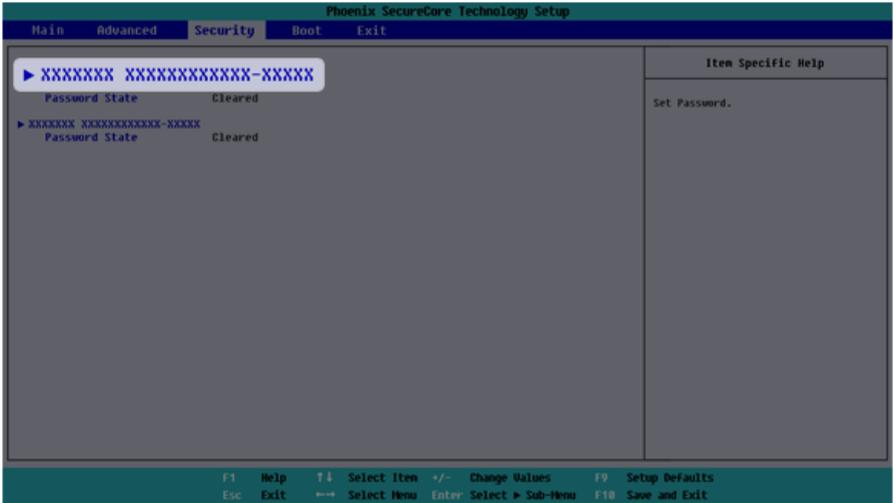 Phoenix SecureCore Technology Setup
Main Advanced Security Boot Exit
▶ XXXXXXX XXXXXXXXXXXX-XXXXX
Password State Cleared
▶ XXXXXXX XXXXXXXXXXXX-XXXXX
Password State Cleared
Item Specific Help
Set Password.
F1 Help ↑↓ Select Item +/- Change Values F9 Setup Defaults
Esc Exit ←→ Select Menu Enter Select ▶ Sub-Menu F10 Save and Exit